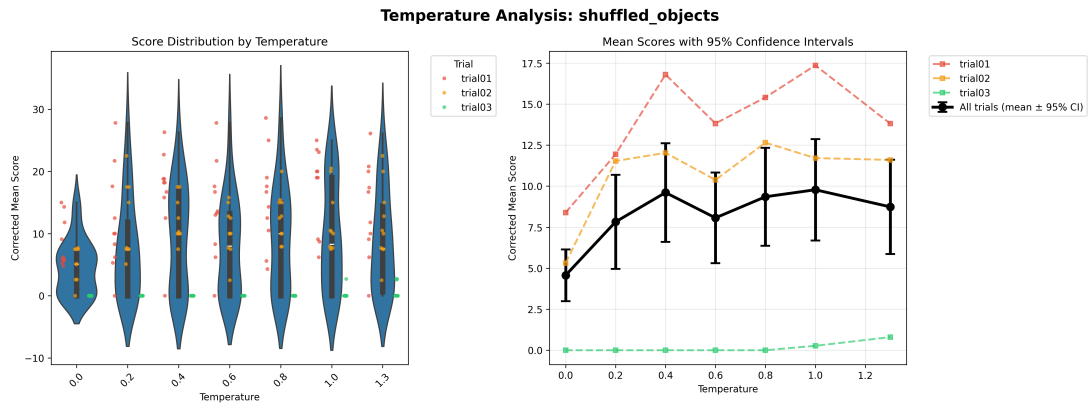 Temperature Analysis: shuffled_objects
Score Distribution by Temperature
Corrected Mean Score
30
20
10
0
−10
0.0
0.2
0.4
0.6
0.8
1.0
1.3
Temperature
Trial
trial01
trial02
trial03
Mean Scores with 95% Confidence Intervals
Corrected Mean Score
17.5
15.0
12.5
10.0
7.5
5.0
2.5
0.0
0.0
0.2
0.4
0.6
0.8
1.0
1.2
Temperature
trial01
trial02
trial03
All trials (mean ± 95% CI)